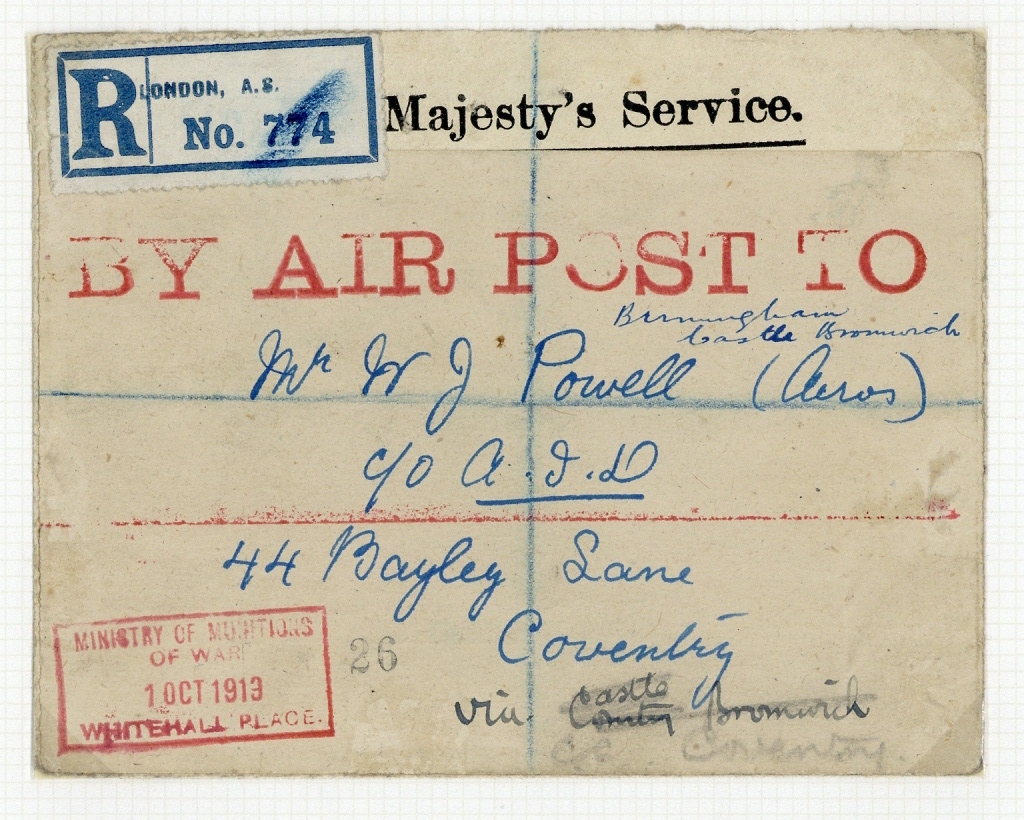 R LONDON, A.S.
No. 774
Majesty's Service.
BY AIR POST TO
Birmingham
Castle Bromwich
Mr W J Powell (Aeros)
c/o A.I.D
44 Bayley Lane
Coventry
via Castle Bromwich
Coventry.
MINISTRY OF MUNITIONS
OF WAR
1 OCT 1919
WHITEHALL PLACE.
26